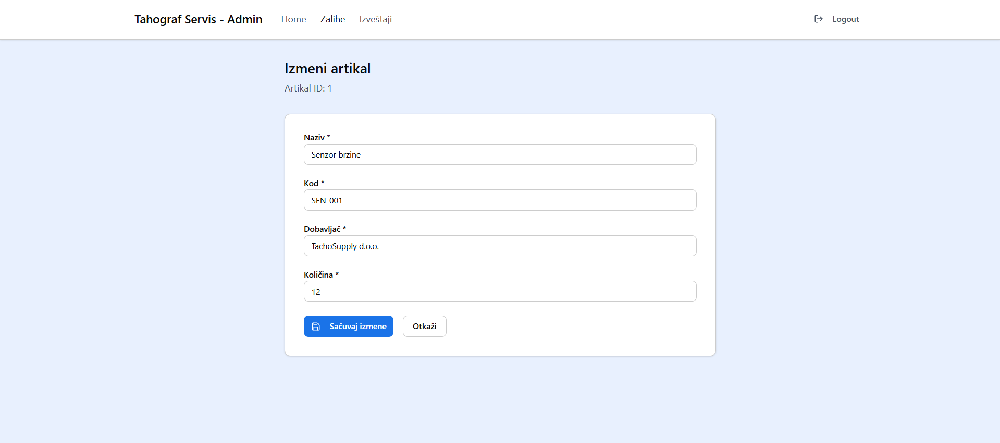 Tahograf Servis - Admin Home Zalihe Izveštaji Logout
Izmeni artikal
Artikal ID: 1
Naziv *
Senzor brzine
Kod *
SEN-001
Dobavljač *
TachoSupply d.o.o.
Količina *
12
Sačuvaj izmene Otkaži